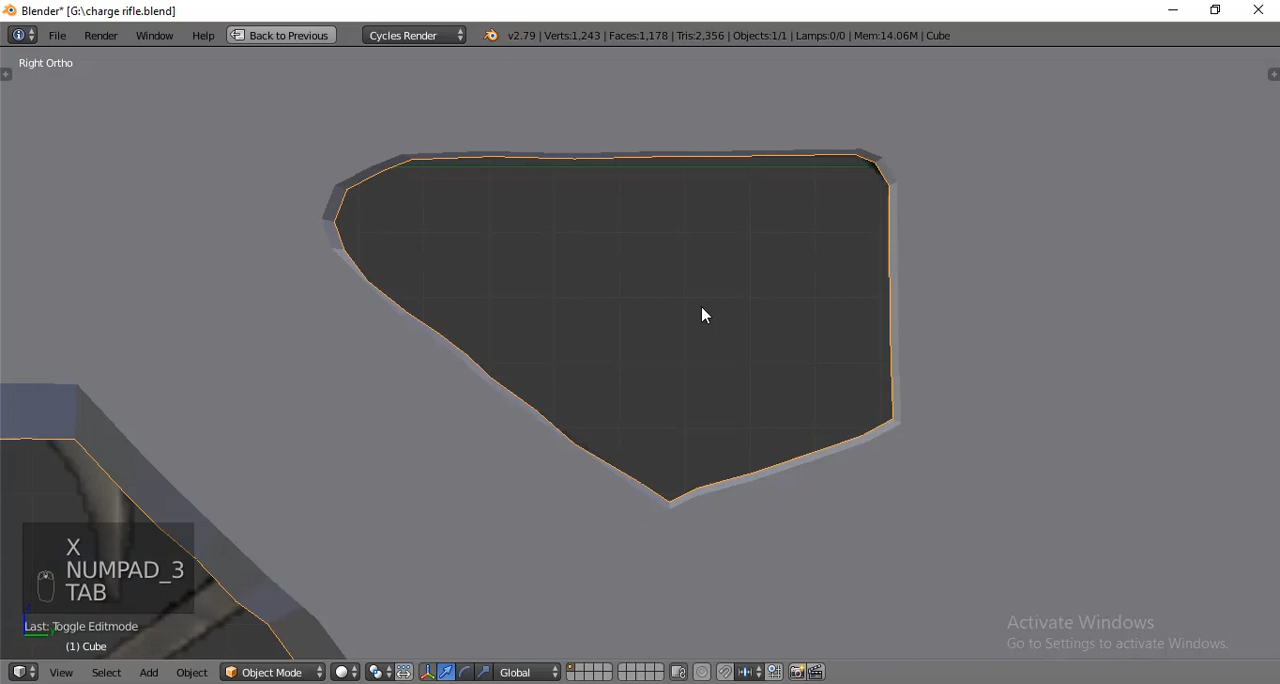 Blender* [G:\charge rifle.blend]
File Render Window Help Back to Previous Cycles Render v2.79 | Verts:1,243 | Faces:1,178 | Tris:2,356 | Objects:1/1 | Lamps:0/0 | Mem:14.06M | Cube
Right Ortho
X
NUMPAD_3
TAB
Last: Toggle Editmode
(1) Cube
Activate Windows
Go to Settings to activate Windows.
View Select Add Object Object Mode Global